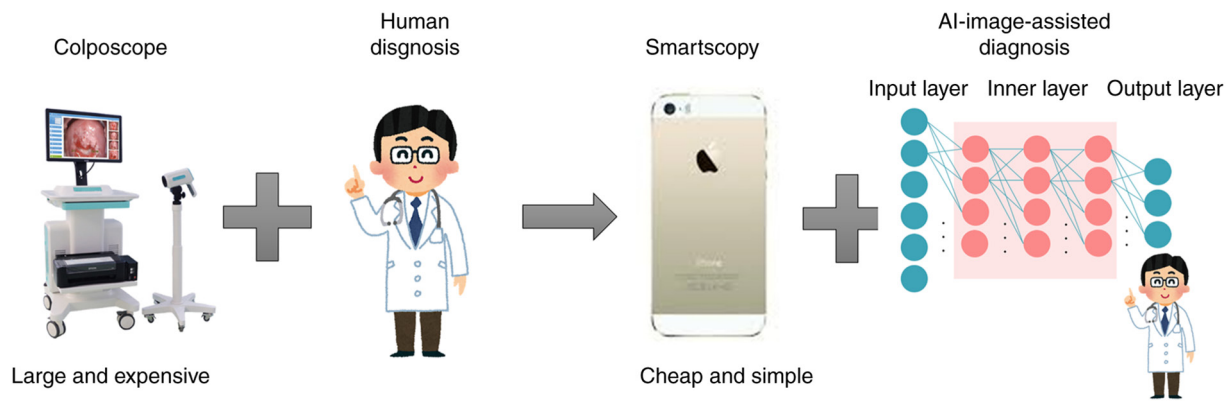 Colposcope
Human
disgnosis
Smartscopy
AI-image-assisted
diagnosis
Input layer
Inner layer
Output layer
Large and expensive
iPhone
Cheap and simple